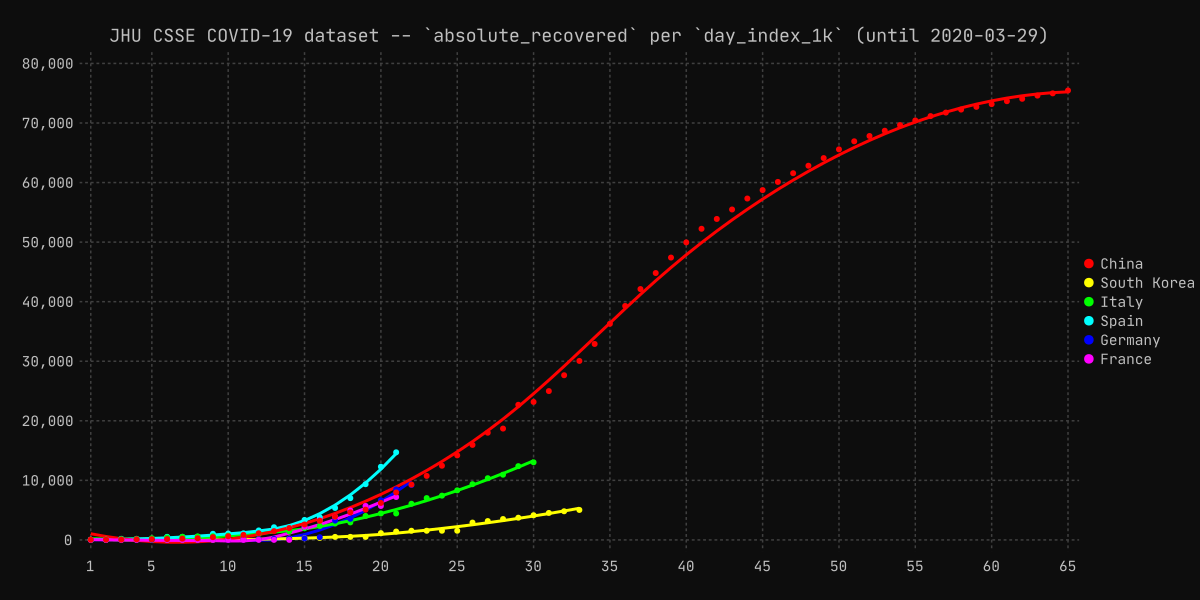 JHU CSSE COVID-19 dataset -- `absolute_recovered` per `day_index_1k` (until 2020-03-29)
80,000
70,000
60,000
50,000
40,000
30,000
20,000
10,000
0
1 5 10 15 20 25 30 35 40 45 50 55 60 65
China
South Korea
Italy
Spain
Germany
France